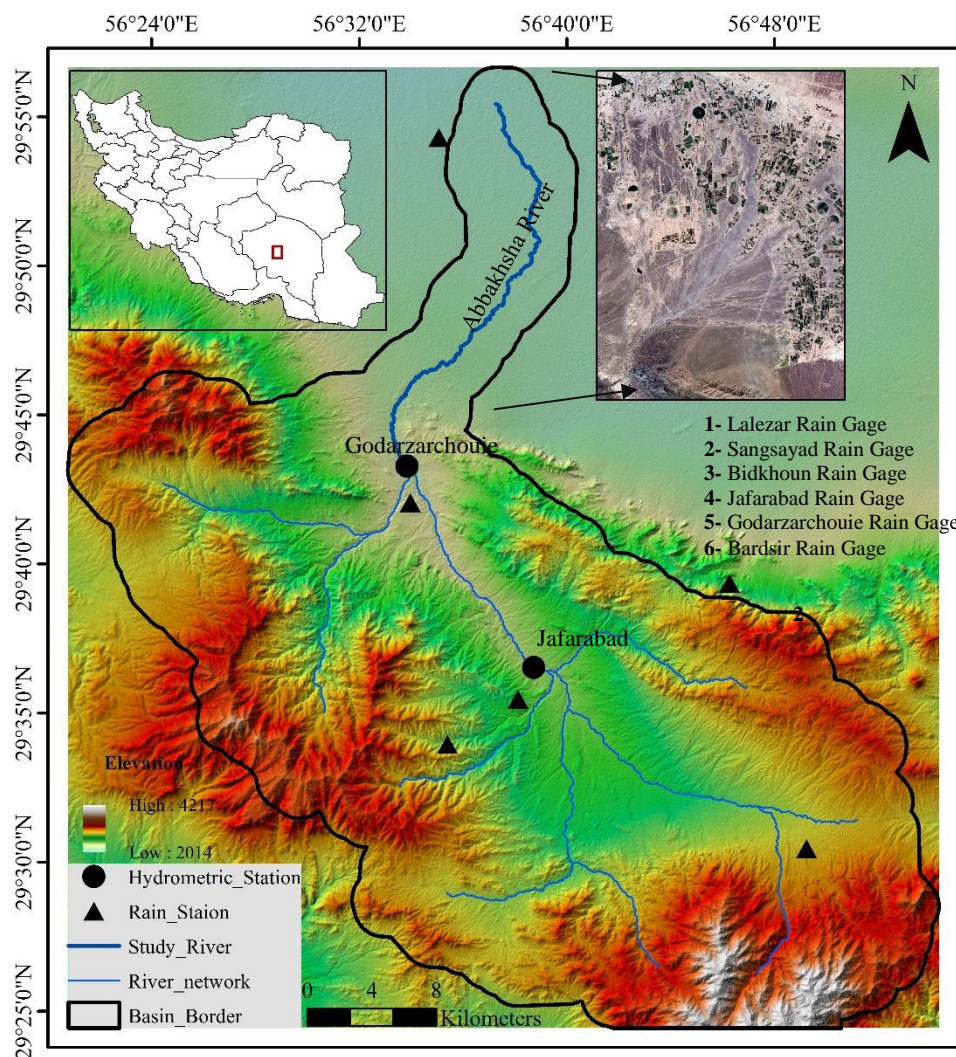 56°24'0"E
56°32'0"E
56°40'0"E
56°48'0"E
29°55'0"N
29°50'0"N
29°45'0"N
29°40'0"N
29°35'0"N
29°30'0"N
29°25'0"N
N
Abbakhsha River
1- Lalezar Rain Gage
2- Sangsayad Rain Gage
3- Bidkhoun Rain Gage
4- Jafarabad Rain Gage
5- Godarzarchouie Rain Gage
6- Bardsir Rain Gage
Godarzarchouie
2
Jafarabad
Elevation
High : 4217
Low : 2014
Hydrometric_Station
Rain_Staion
Study_River
River_network
Basin_Border
0 4 8
Kilometers